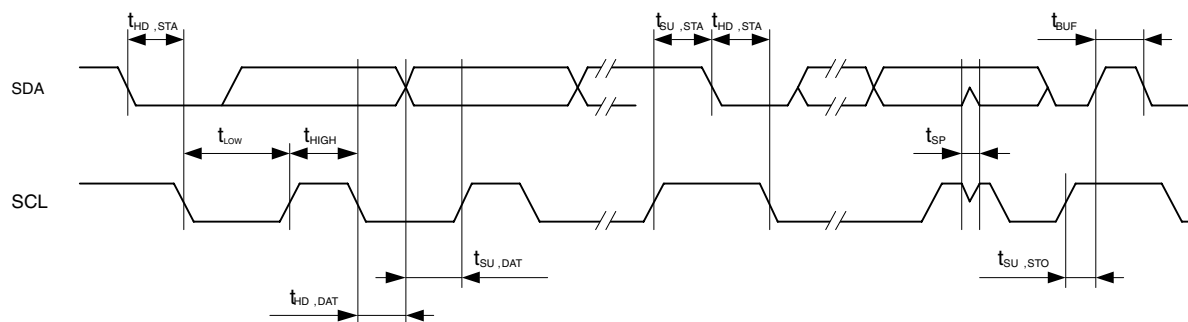 tHD ,STA tSU ,STA tHD ,STA tBUF
SDA
tLOW tHIGH tSP
SCL
tSU ,DAT tSU ,STO
tHD ,DAT